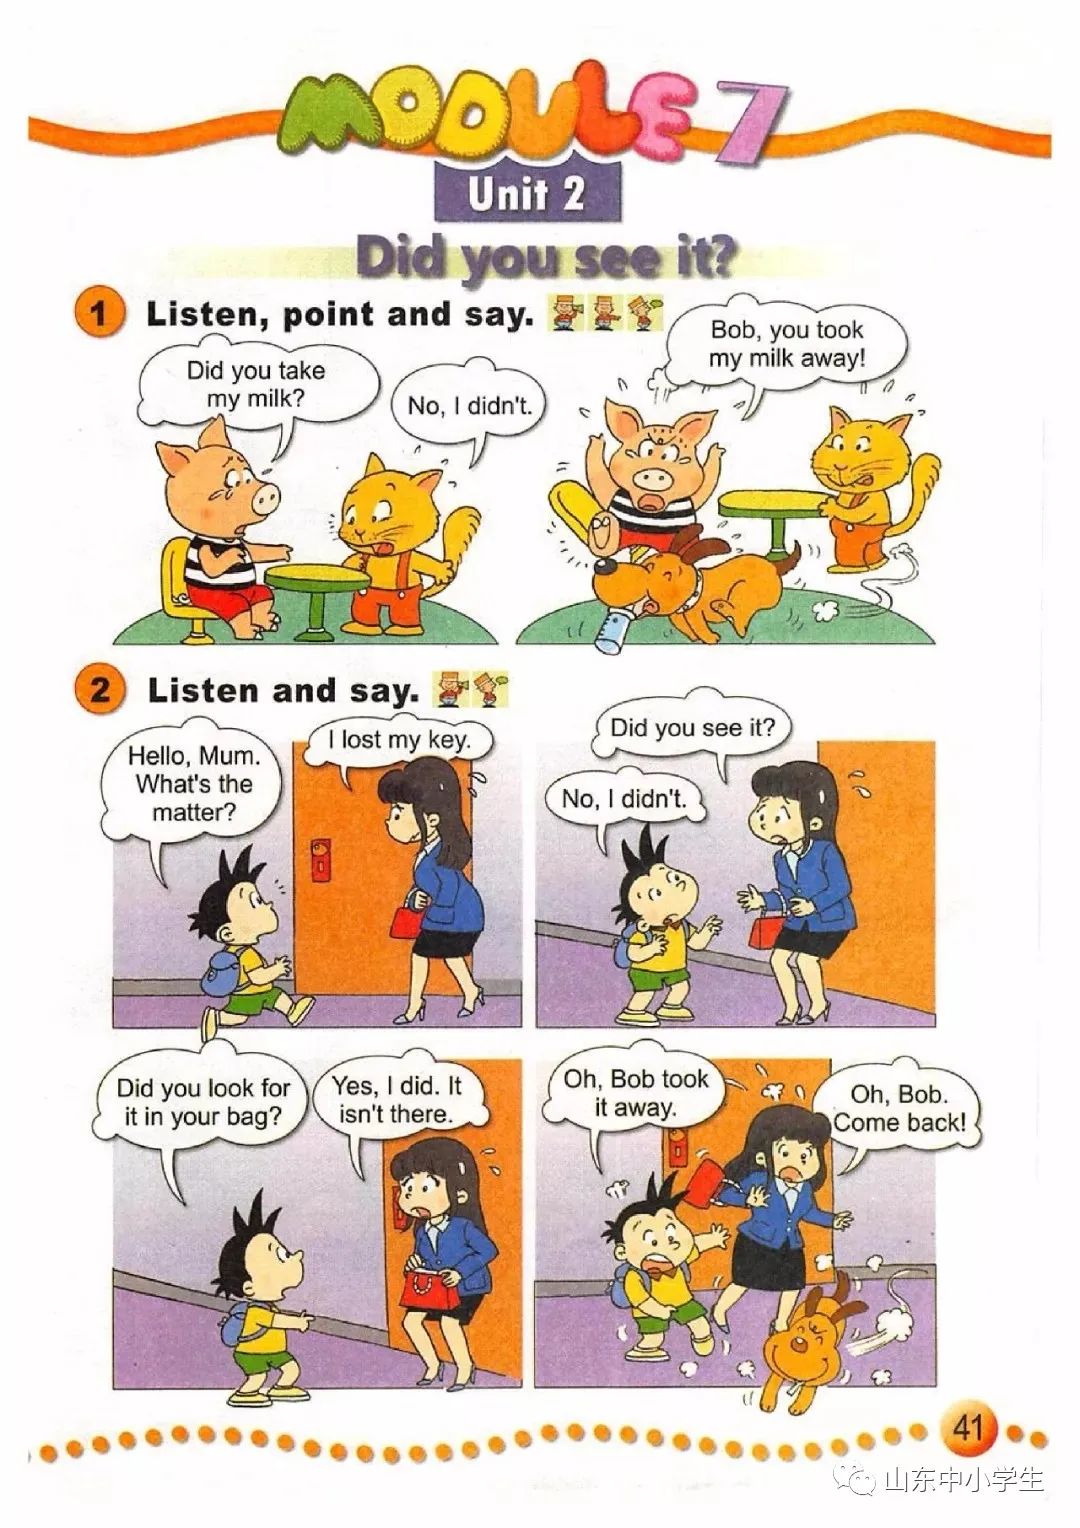 MODULE 7
Unit 2
Did you see it?
1 Listen, point and say.
Did you take
my milk?
No, I didn't.
Bob, you took
my milk away!
2 Listen and say.
Hello, Mum.
What's the
matter?
I lost my key.
Did you see it?
No, I didn't.
Did you look for
it in your bag?
Yes, I did. It
isn't there.
Oh, Bob took
it away.
Oh, Bob.
Come back!
41
山东中小学生